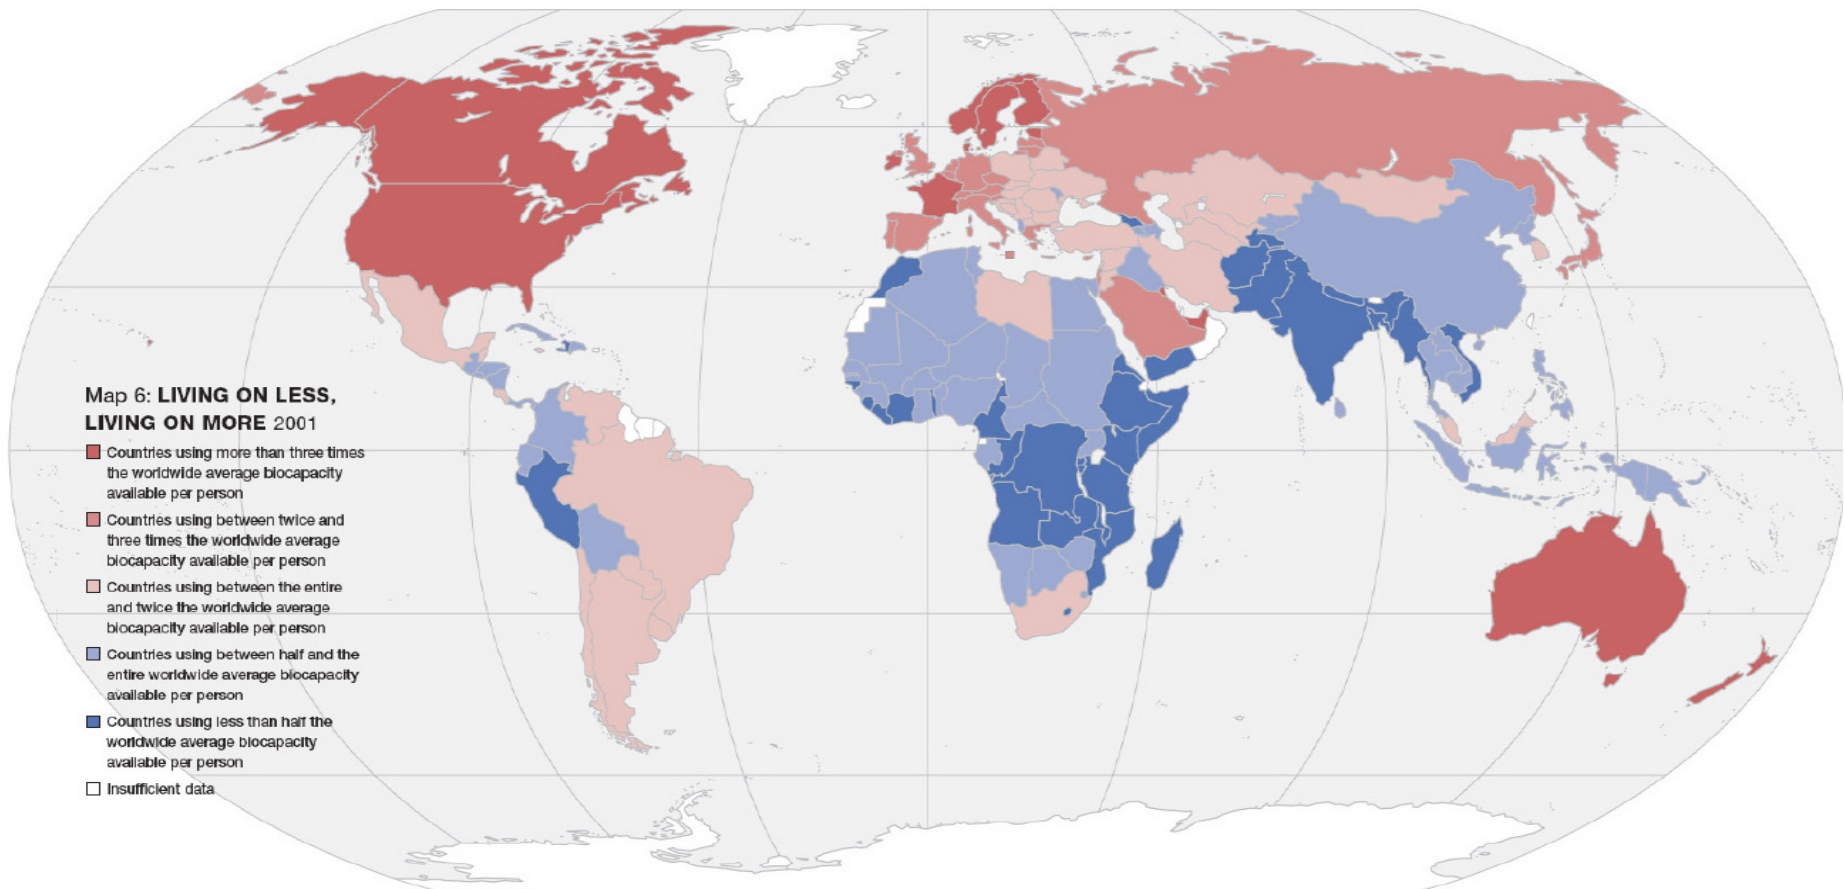 Map 6: LIVING ON LESS,
LIVING ON MORE 2001
Countries using more than three times
the worldwide average biocapacity
available per person
Countries using between twice and
three times the worldwide average
biocapacity available per person
Countries using between the entire
and twice the worldwide average
biocapacity available per person
Countries using between half and the
entire worldwide average biocapacity
available per person
Countries using less than half the
worldwide average biocapacity
available per person
Insufficient data